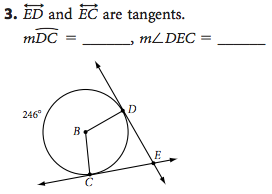 3. ED and EC are tangents.
mDC = ______, m∠DEC = ______
246°
D
B
E
C